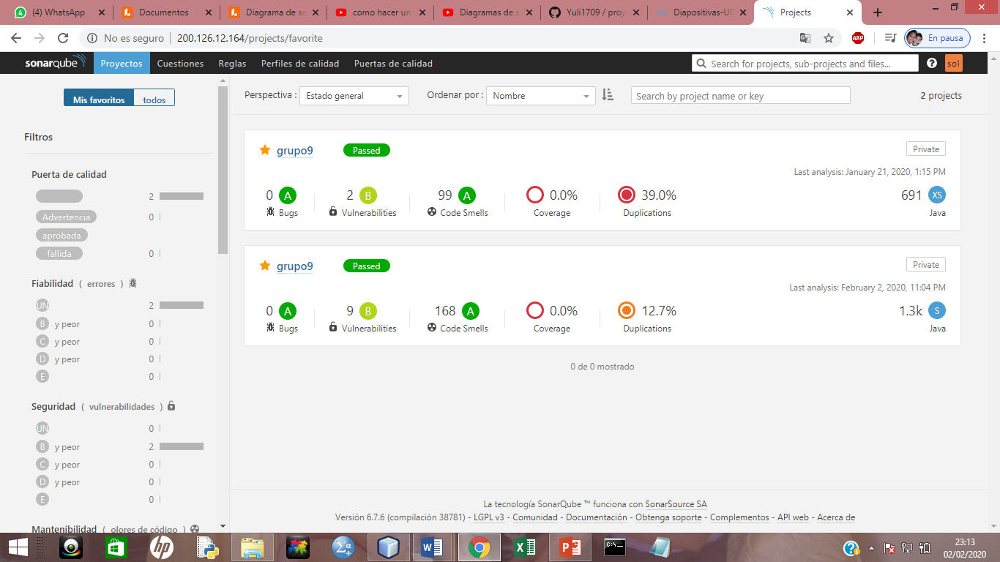 (4) WhatsApp
Documentos
Diagrama de se
como hacer un
Diagramas de s
Yuli1709 / proy
Diapositivas-UC
Projects
No es seguro 200.126.12.164/projects/favorite
ABP
En pausa
sonarqube Proyectos Cuestiones Reglas Perfiles de calidad Puertas de calidad
Search for projects, sub-projects and files...
sol
Mis favoritos todos
Perspectiva : Estado general Ordenar por : Nombre Search by project name or key 2 projects
Filtros
Puerta de calidad
2
Advertencia 0
aprobada
fallida 0
Fiabilidad ( errores )
UN 2
B y peor 0
C y peor 0
D y peor 0
E 0
Seguridad ( vulnerabilidades )
UN 0
B y peor 2
C y peor 0
D y peor 0
E 0
Mantenibilidad ( olores de código )
grupo9 Passed Private
Last analysis: January 21, 2020, 1:15 PM
0 A 2 B 99 A 0.0% 39.0% 691 XS
Bugs Vulnerabilities Code Smells Coverage Duplications Java
grupo9 Passed Private
Last analysis: February 2, 2020, 11:04 PM
0 A 9 B 168 A 0.0% 12.7% 1.3k S
Bugs Vulnerabilities Code Smells Coverage Duplications Java
0 de 0 mostrado
La tecnología SonarQube ™ funciona con SonarSource SA
Versión 6.7.6 (compilación 38781) - LGPL v3 - Comunidad - Documentación - Obtenga soporte - Complementos - API web - Acerca de
23:13
02/02/2020